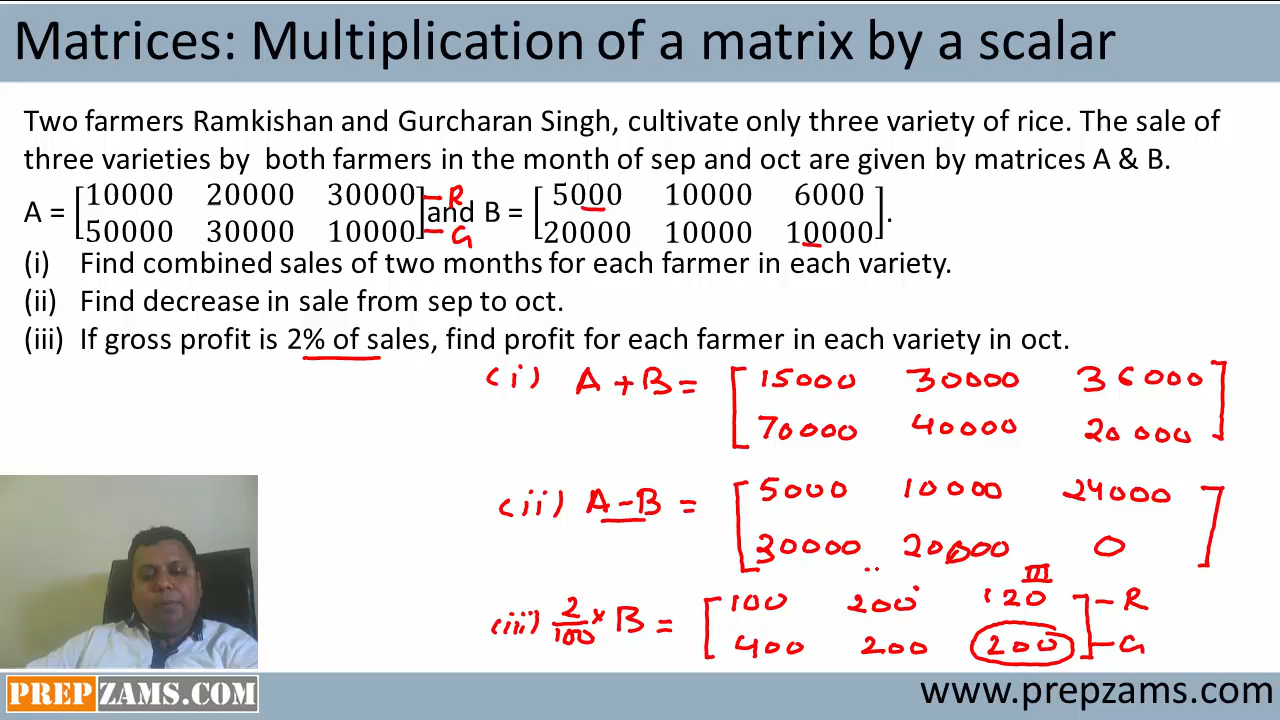 Matrices: Multiplication of a matrix by a scalar
Two farmers Ramkishan and Gurcharan Singh, cultivate only three variety of rice. The sale of
three varieties by both farmers in the month of sep and oct are given by matrices A & B.
A = [10000 20000 30000 – R and B = [5000 10000 6000
50000 30000 10000] – G 20000 10000 10000].
(i) Find combined sales of two months for each farmer in each variety.
(ii) Find decrease in sale from sep to oct.
(iii) If gross profit is 2% of sales, find profit for each farmer in each variety in oct.
(i) A + B = [15000 30000 36000
70000 40000 20000]
(ii) A – B = [5000 10000 24000
30000 20000 0]
III
(iii) 2/100 × B = [100 200 120 – R
400 200 200] – G
PREPZAMS.COM
www.prepzams.com